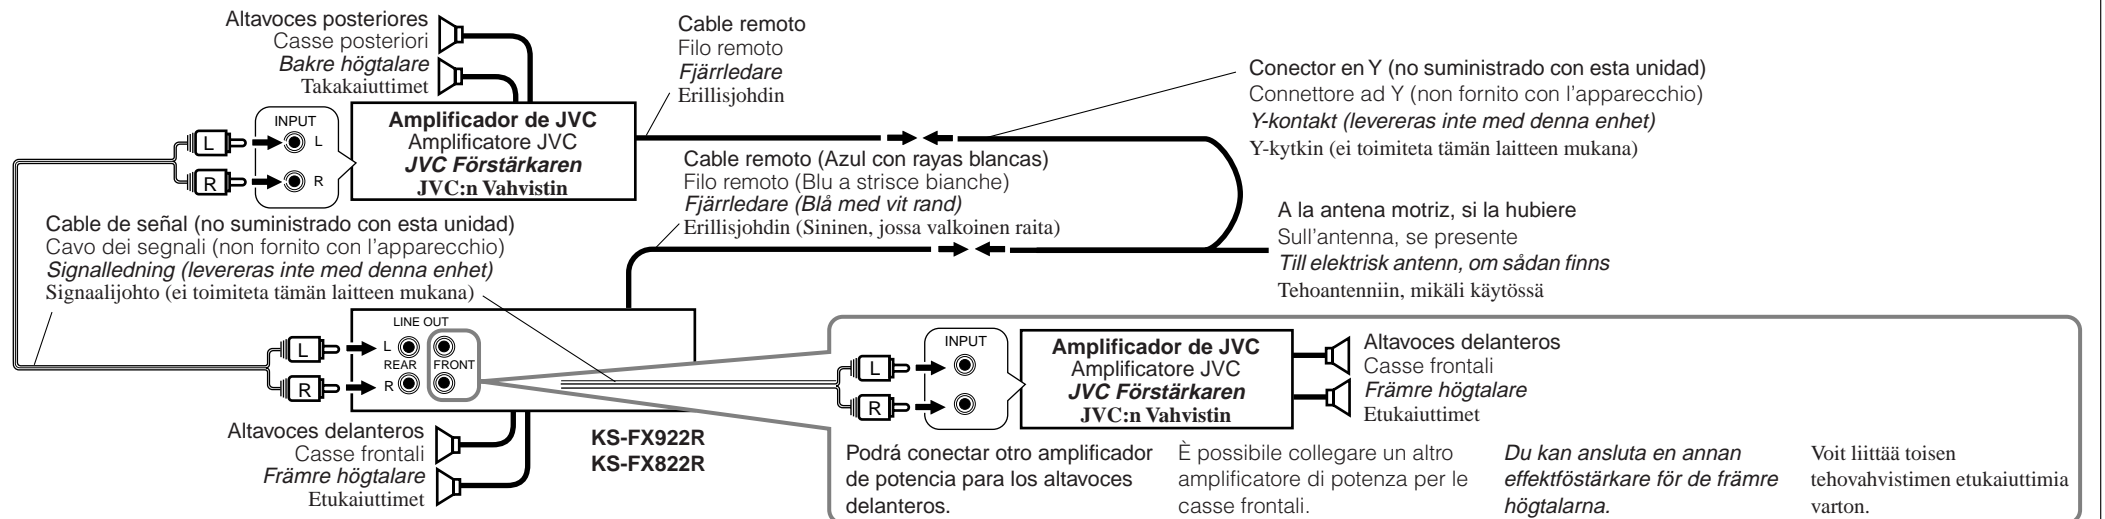 Altavoces posteriores
Casse posteriori
Bakre högtalare
Takakaiuttimet
Cable remoto
Filo remoto
Fjärrledare
Erillisjohdin
Conector en Y (no suministrado con esta unidad)
Connettore ad Y (non fornito con l'apparecchio)
Y-kontakt (levereras inte med denna enhet)
Y-kytkin (ei toimiteta tämän laitteen mukana)
INPUT
L
L
R
R
Amplificador de JVC
Amplificatore JVC
JVC Förstärkaren
JVC:n Vahvistin
Cable remoto (Azul con rayas blancas)
Filo remoto (Blu a strisce bianche)
Fjärrledare (Blå med vit rand)
Erillisjohdin (Sininen, jossa valkoinen raita)
A la antena motriz, si la hubiere
Sull'antenna, se presente
Till elektrisk antenn, om sådan finns
Tehoantenniin, mikäli käytössä
Cable de señal (no suministrado con esta unidad)
Cavo dei segnali (non fornito con l'apparecchio)
Signalledning (levereras inte med denna enhet)
Signaalijohto (ei toimiteta tämän laitteen mukana)
LINE OUT
L
L
REAR
FRONT
R
R
Altavoces delanteros
Casse frontali
Främre högtalare
Etukaiuttimet
KS-FX922R
KS-FX822R
L
R
INPUT
Amplificador de JVC
Amplificatore JVC
JVC Förstärkaren
JVC:n Vahvistin
Altavoces delanteros
Casse frontali
Främre högtalare
Etukaiuttimet
Podrá conectar otro amplificador
de potencia para los altavoces
delanteros.
È possibile collegare un altro
amplificatore di potenza per le
casse frontali.
Du kan ansluta en annan
effektföstärkare för de främre
högtalarna.
Voit liittää toisen
tehovahvistimen etukaiuttimia
varton.